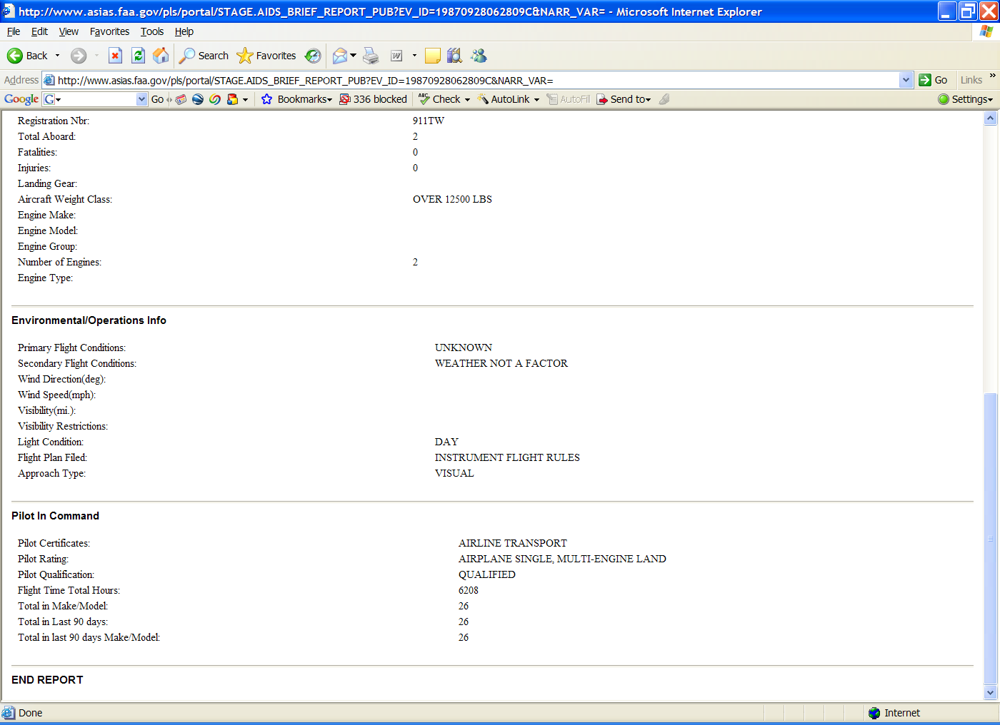 http://www.asias.faa.gov/pls/portal/STAGE.AIDS_BRIEF_REPORT_PUB?EV_ID=19870928062809C&NARR_VAR= - Microsoft Internet Explorer
File Edit View Favorites Tools Help
Back Search Favorites
Address http://www.asias.faa.gov/pls/portal/STAGE.AIDS_BRIEF_REPORT_PUB?EV_ID=19870928062809C&NARR_VAR= Go Links »
Google G Go Bookmarks 336 blocked ABC Check AutoLink AutoFill Send to Settings
Registration Nbr: 911TW
Total Aboard: 2
Fatalities: 0
Injuries: 0
Landing Gear:
Aircraft Weight Class: OVER 12500 LBS
Engine Make:
Engine Model:
Engine Group:
Number of Engines: 2
Engine Type:
Environmental/Operations Info
Primary Flight Conditions: UNKNOWN
Secondary Flight Conditions: WEATHER NOT A FACTOR
Wind Direction(deg):
Wind Speed(mph):
Visibility(mi.):
Visibility Restrictions:
Light Condition: DAY
Flight Plan Filed: INSTRUMENT FLIGHT RULES
Approach Type: VISUAL
Pilot In Command
Pilot Certificates: AIRLINE TRANSPORT
Pilot Rating: AIRPLANE SINGLE, MULTI-ENGINE LAND
Pilot Qualification: QUALIFIED
Flight Time Total Hours: 6208
Total in Make/Model: 26
Total in Last 90 days: 26
Total in last 90 days Make/Model: 26
END REPORT
Done Internet